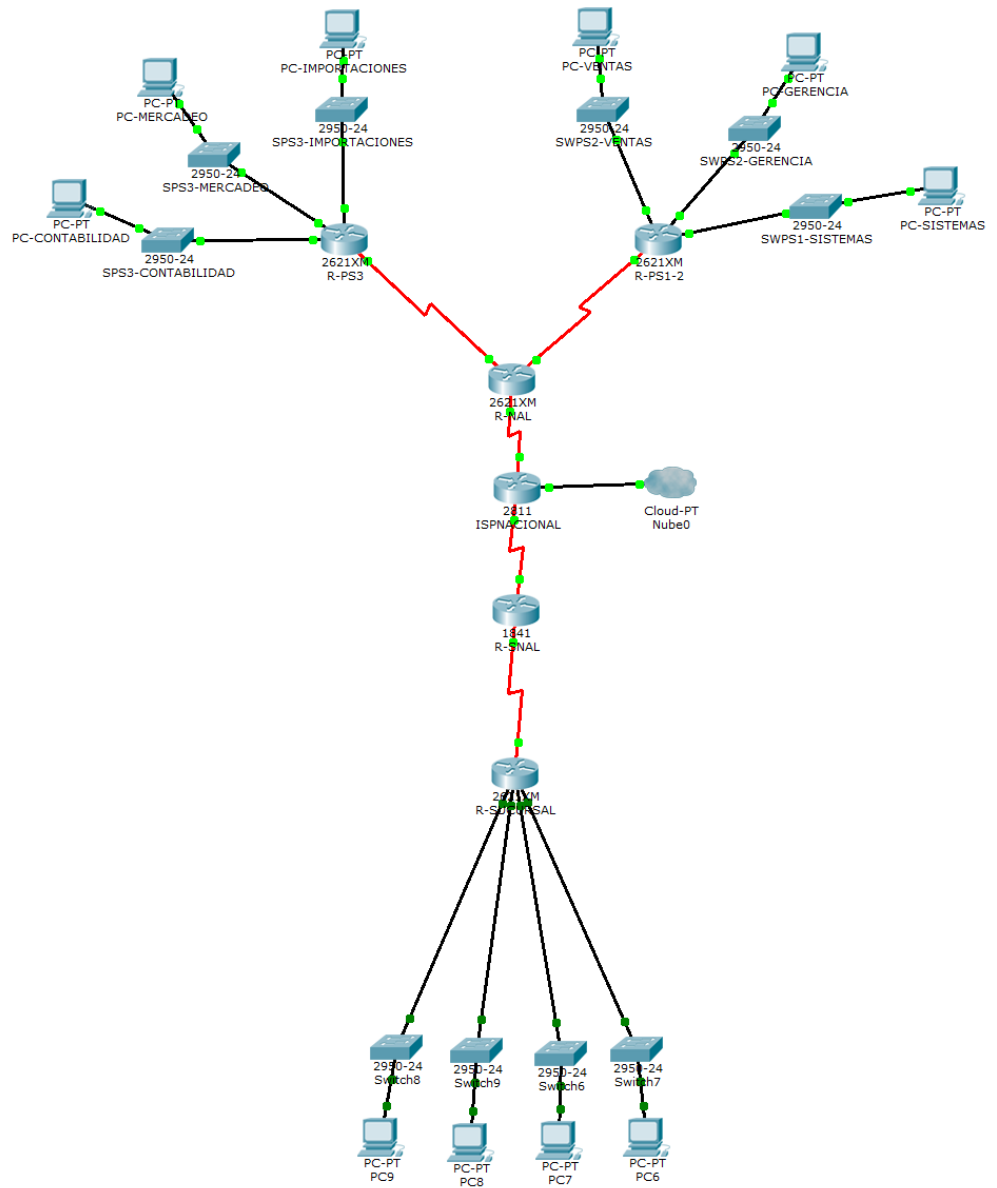 PC-PT
PC-IMPORTACIONES
PC-PT
PC-VENTAS
PC-PT
PC-GERENCIA
PC-PT
PC-MERCADEO
2950-24
SPS3-IMPORTACIONES
2950-24
SWPS2-VENTAS
2950-24
SWPS2-GERENCIA
2950-24
SPS3-MERCADEO
PC-PT
PC-CONTABILIDAD
2950-24
SPS3-CONTABILIDAD
2621XM
R-PS3
2621XM
R-PS1-2
2950-24
SWPS1-SISTEMAS
PC-PT
PC-SISTEMAS
2621XM
R-NAL
2811
ISPNACIONAL
Cloud-PT
Nube0
1841
R-SNAL
R-SUCURSAL
2950-24
Switch8
2950-24
Switch9
2950-24
Switch6
2950-24
Switch7
PC-PT
PC9
PC-PT
PC8
PC-PT
PC7
PC-PT
PC6